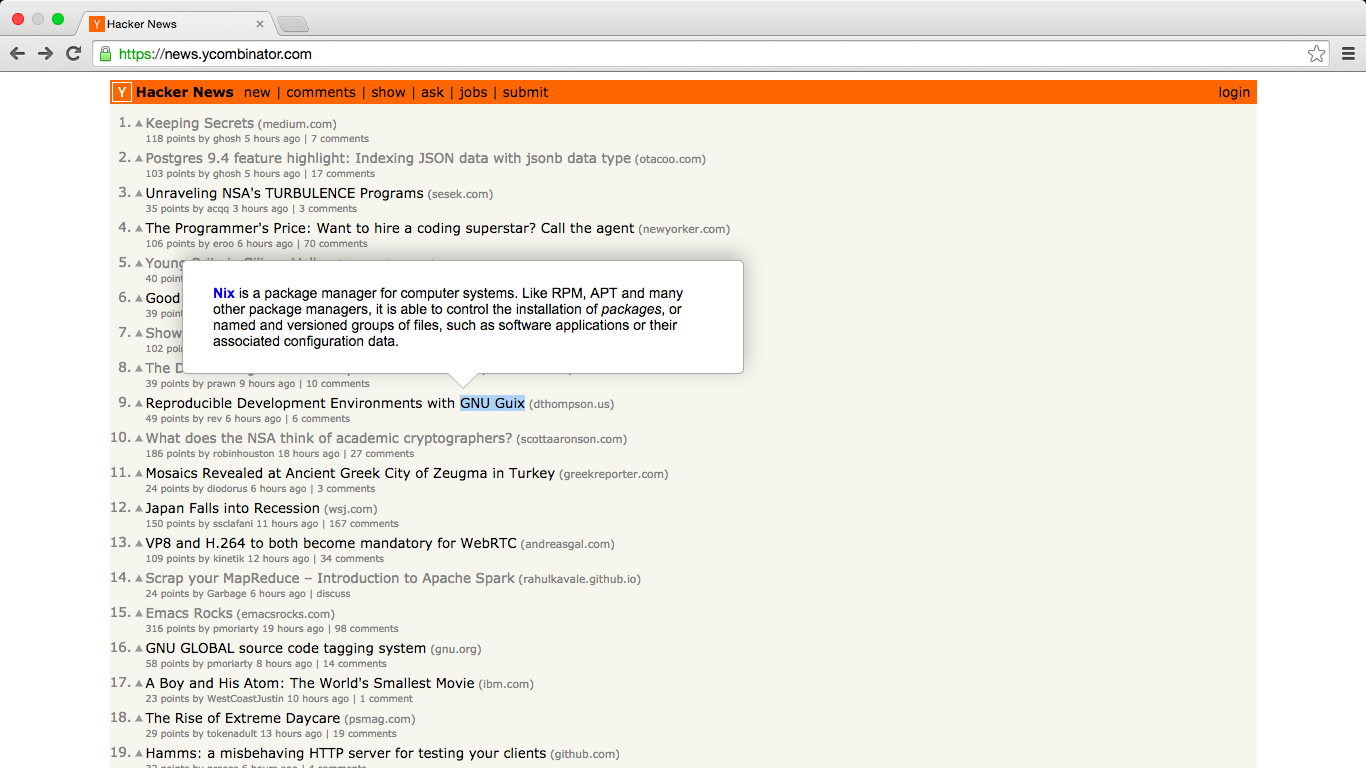 Hacker News
https://news.ycombinator.com
Y Hacker News new | comments | show | ask | jobs | submit login
1. Keeping Secrets (medium.com)
118 points by ghosh 5 hours ago | 7 comments
2. Postgres 9.4 feature highlight: Indexing JSON data with jsonb data type (otacoo.com)
103 points by ghosh 5 hours ago | 17 comments
3. Unraveling NSA's TURBULENCE Programs (sesek.com)
35 points by acqq 3 hours ago | 3 comments
4. The Programmer's Price: Want to hire a coding superstar? Call the agent (newyorker.com)
106 points by eroo 6 hours ago | 70 comments
5. Young
40 point
6. Good
39 point
7. Show
102 poi
8. The D
Nix is a package manager for computer systems. Like RPM, APT and many
other package managers, it is able to control the installation of packages, or
named and versioned groups of files, such as software applications or their
associated configuration data.
39 points by prawn 9 hours ago | 10 comments
9. Reproducible Development Environments with GNU Guix (dthompson.us)
49 points by rev 6 hours ago | 6 comments
10. What does the NSA think of academic cryptographers? (scottaaronson.com)
186 points by robinhouston 18 hours ago | 27 comments
11. Mosaics Revealed at Ancient Greek City of Zeugma in Turkey (greekreporter.com)
24 points by diodorus 6 hours ago | 3 comments
12. Japan Falls into Recession (wsj.com)
150 points by ssclafani 11 hours ago | 167 comments
13. VP8 and H.264 to both become mandatory for WebRTC (andreasgal.com)
109 points by kinetik 12 hours ago | 34 comments
14. Scrap your MapReduce – Introduction to Apache Spark (rahulkavale.github.io)
24 points by Garbage 6 hours ago | discuss
15. Emacs Rocks (emacsrocks.com)
316 points by pmoriarty 19 hours ago | 98 comments
16. GNU GLOBAL source code tagging system (gnu.org)
58 points by pmoriarty 8 hours ago | 14 comments
17. A Boy and His Atom: The World's Smallest Movie (ibm.com)
23 points by WestCoastJustin 10 hours ago | 1 comment
18. The Rise of Extreme Daycare (psmag.com)
29 points by tokenadult 13 hours ago | 19 comments
19. Hamms: a misbehaving HTTP server for testing your clients (github.com)